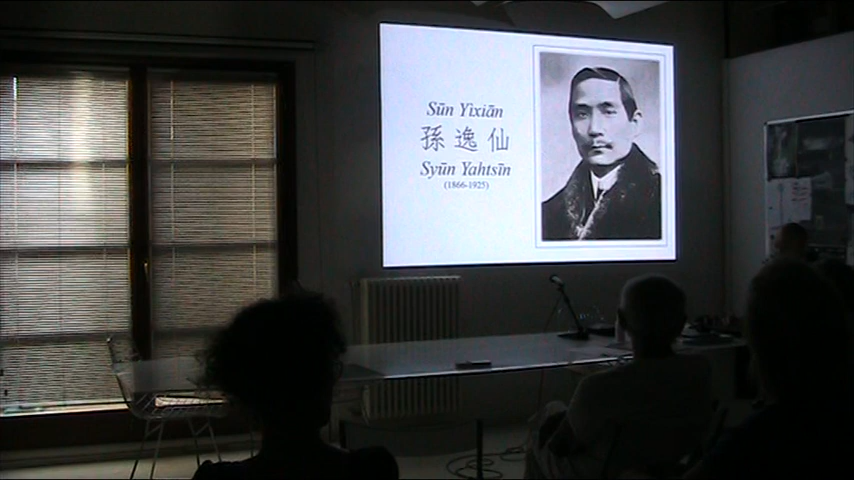 Sūn Yìxiān
孫 逸 仙
Syūn Yahtsīn
(1866-1925)